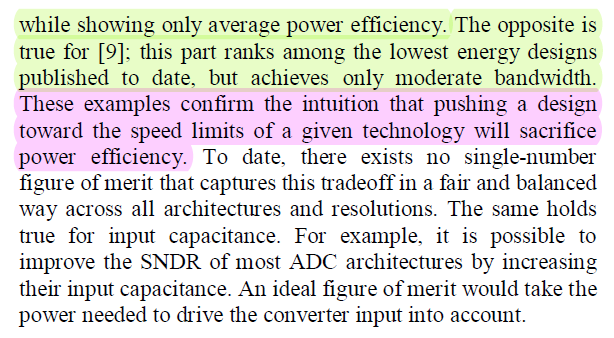 while showing only average power efficiency. The opposite is
true for [9]; this part ranks among the lowest energy designs
published to date, but achieves only moderate bandwidth.
These examples confirm the intuition that pushing a design
toward the speed limits of a given technology will sacrifice
power efficiency. To date, there exists no single-number
figure of merit that captures this tradeoff in a fair and balanced
way across all architectures and resolutions. The same holds
true for input capacitance. For example, it is possible to
improve the SNDR of most ADC architectures by increasing
their input capacitance. An ideal figure of merit would take the
power needed to drive the converter input into account.